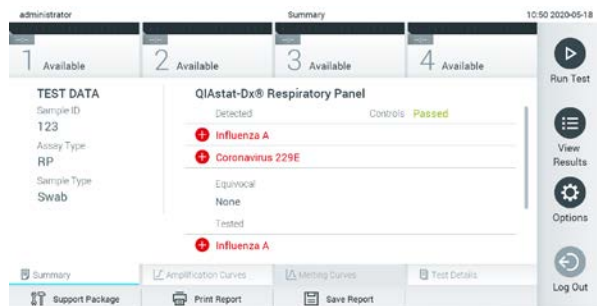 administrator Summary 10:50 2020-05-18
1 Available 2 Available 3 Available 4 Available
Run Test
View
Results
Options
Log Out
TEST DATA
Sample ID
123
Assay Type
RP
Sample Type
Swab
QIAstat-Dx® Respiratory Panel
Detected Controls Passed
Influenza A
Coronavirus 229E
Equivocal
None
Tested
Influenza A
Summary Amplification Curves Melting Curves Test Details
Support Package Print Report Save Report